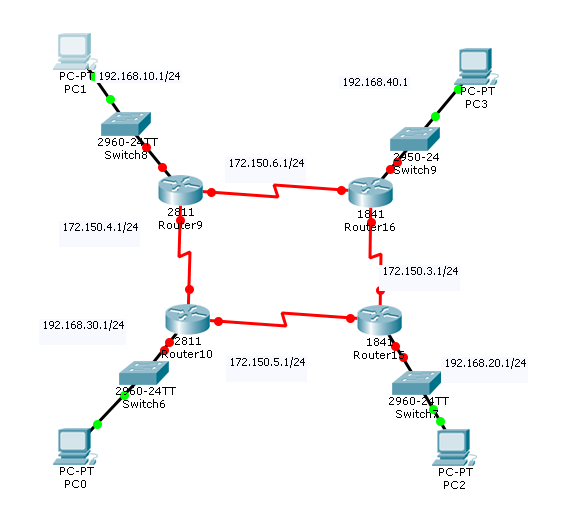 PC-PT
PC1
192.168.10.1/24
192.168.40.1
PC-PT
PC3
2960-24TT
Switch8
2950-24
Switch9
172.150.6.1/24
2811
Router9
1841
Router16
172.150.4.1/24
172.150.3.1/24
192.168.30.1/24
2811
Router10
1841
Router15
172.150.5.1/24
192.168.20.1/24
2960-24TT
Switch6
2960-24TT
Switch7
PC-PT
PC0
PC-PT
PC2